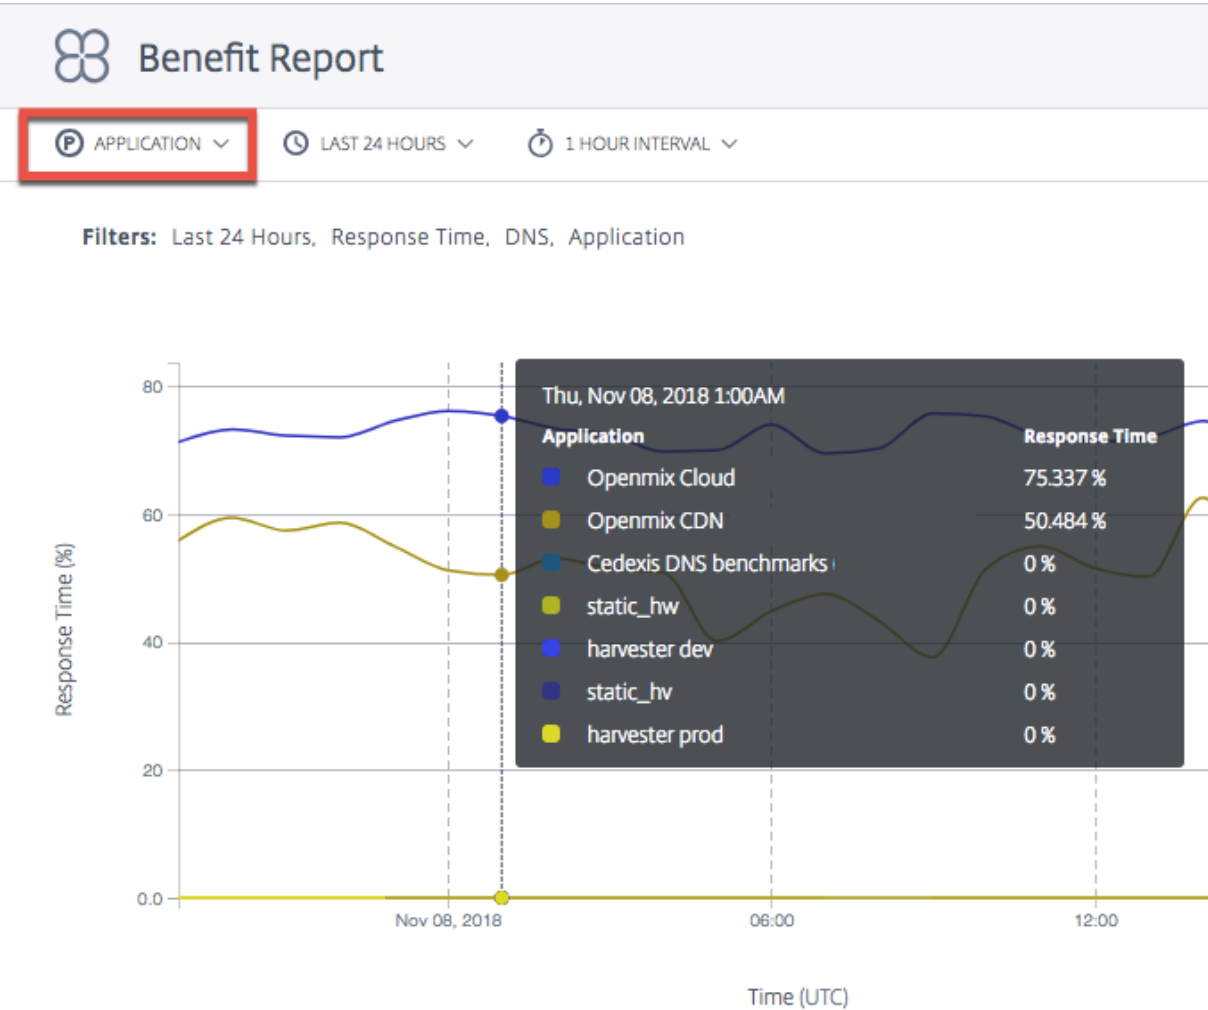 Benefit Report
APPLICATION
LAST 24 HOURS
1 HOUR INTERVAL
Filters: Last 24 Hours, Response Time, DNS, Application
80
60
40
20
0.0
Response Time (%)
Thu, Nov 08, 2018 1:00AM
Application Response Time
Openmix Cloud 75.337 %
Openmix CDN 50.484 %
Cedexis DNS benchmarks 0 %
static_hw 0 %
harvester dev 0 %
static_hv 0 %
harvester prod 0 %
Nov 08, 2018
06:00
12:00
Time (UTC)